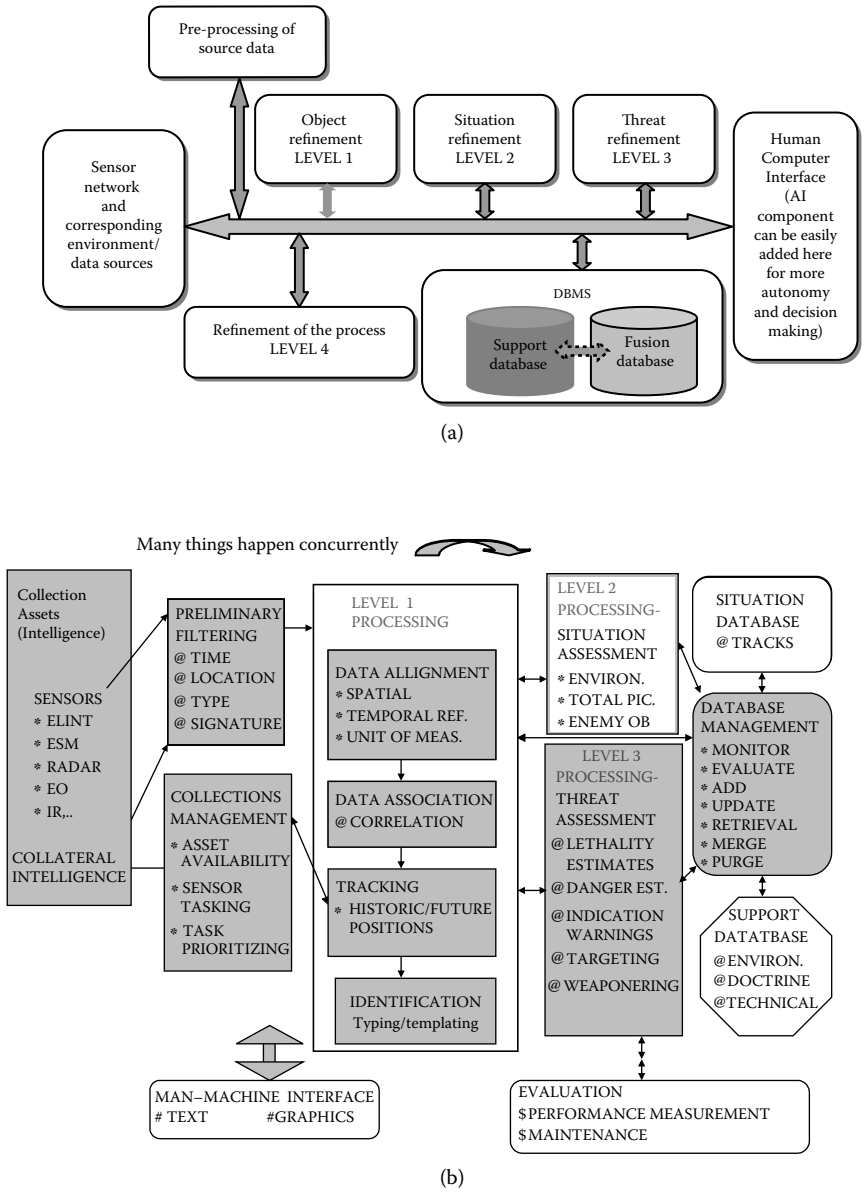 Pre-processing of
source data
Object
refinement
LEVEL 1
Situation
refinement
LEVEL 2
Threat
refinement
LEVEL 3
Sensor
network
and
corresponding
environment/
data sources
Human
Computer
Interface
(AI
component
can be easily
added here
for more
autonomy
and decision
making)
Refinement of the process
LEVEL 4
DBMS
Support
database
Fusion
database
(a)
Many things happen concurrently
Collection
Assets
(Intelligence)
SENSORS
* ELINT
* ESM
* RADAR
* EO
* IR,..
COLLATERAL
INTELLIGENCE
PRELIMINARY
FILTERING
@ TIME
@ LOCATION
@ TYPE
@ SIGNATURE
COLLECTIONS
MANAGEMENT
* ASSET
AVAILABILITY
* SENSOR
TASKING
* TASK
PRIORITIZING
LEVEL 1
PROCESSING
DATA ALLIGNMENT
* SPATIAL
* TEMPORAL REF.
* UNIT OF MEAS.
DATA ASSOCIATION
@ CORRELATION
TRACKING
* HISTORIC/FUTURE
POSITIONS
IDENTIFICATION
Typing/templating
LEVEL 2
PROCESSING-
SITUATION
ASSESSMENT
* ENVIRON.
* TOTAL PIC.
* ENEMY OB
LEVEL 3
PROCESSING-
THREAT
ASSESSMENT
@ LETHALITY
ESTIMATES
@ DANGER EST.
@ INDICATION
WARNINGS
@ TARGETING
@ WEAPONERING
SITUATION
DATABASE
@ TRACKS
DATABASE
MANAGEMENT
* MONITOR
* EVALUATE
* ADD
* UPDATE
* RETRIEVAL
* MERGE
* PURGE
SUPPORT
DATATBASE
@ENVIRON.
@DOCTRINE
@TECHNICAL
MAN–MACHINE INTERFACE
# TEXT #GRAPHICS
EVALUATION
$PERFORMANCE MEASUREMENT
$MAINTENANCE
(b)